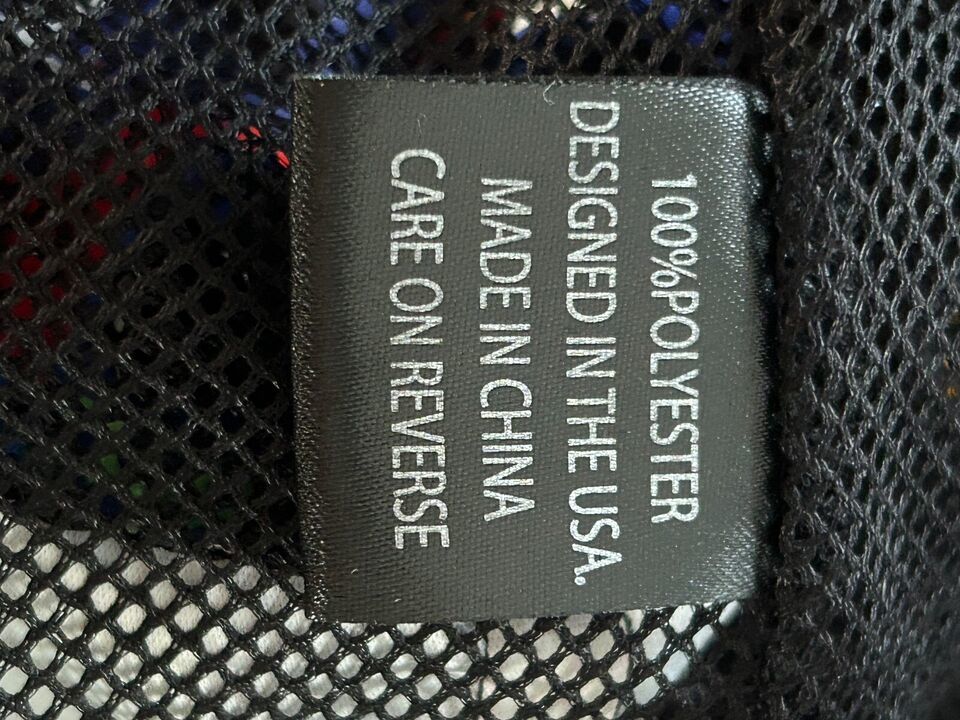 100%POLYESTER
DESIGNED IN THE USA.
MADE IN CHINA
CARE ON REVERSE